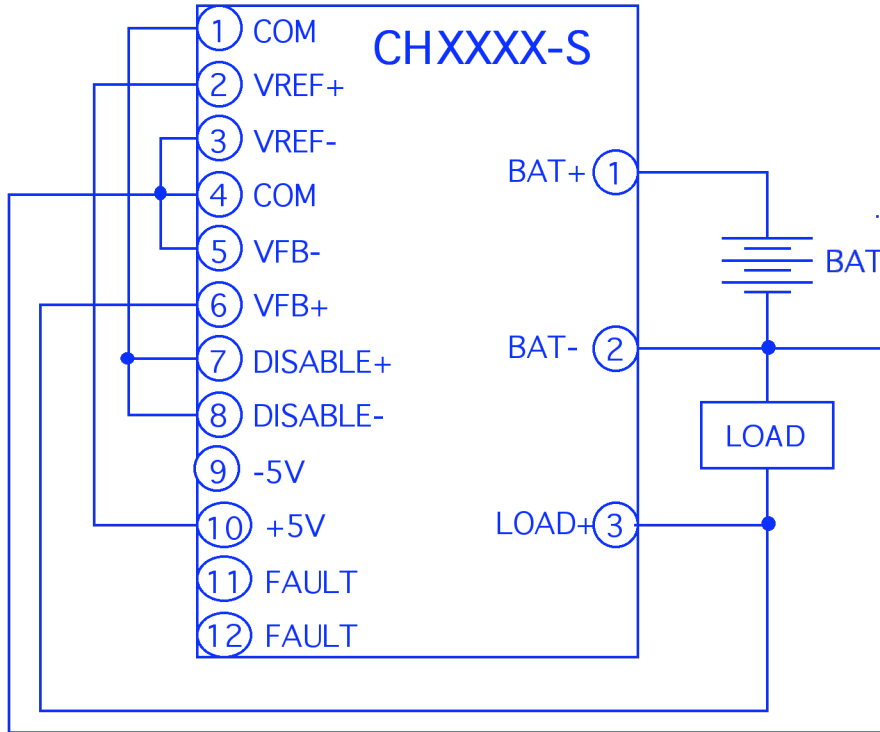 CHXXXX-S
1 COM
2 VREF+
3 VREF-
4 COM
5 VFB-
6 VFB+
7 DISABLE+
8 DISABLE-
9 -5V
10 +5V
11 FAULT
12 FAULT
BAT+ 1
BAT
BAT- 2
LOAD
LOAD+ 3